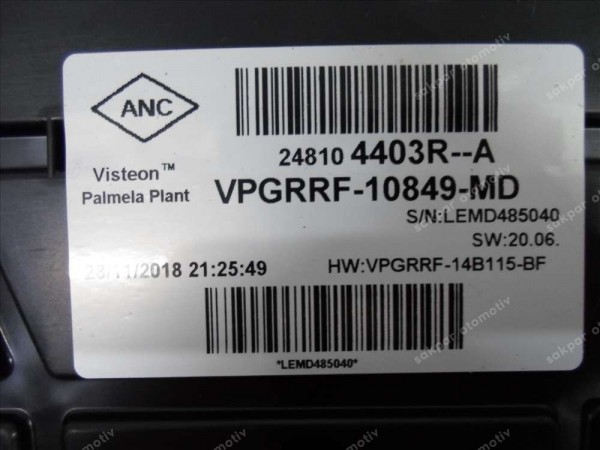 ANC
24810 4403R--A
Visteon™
Palmela Plant
VPGRRF-10849-MD
S/N:LEMD485040
SW:20.06.
28/11/2018 21:25:49
HW:VPGRRF-14B115-BF
*LEMD485040*
sakpar otomotiv